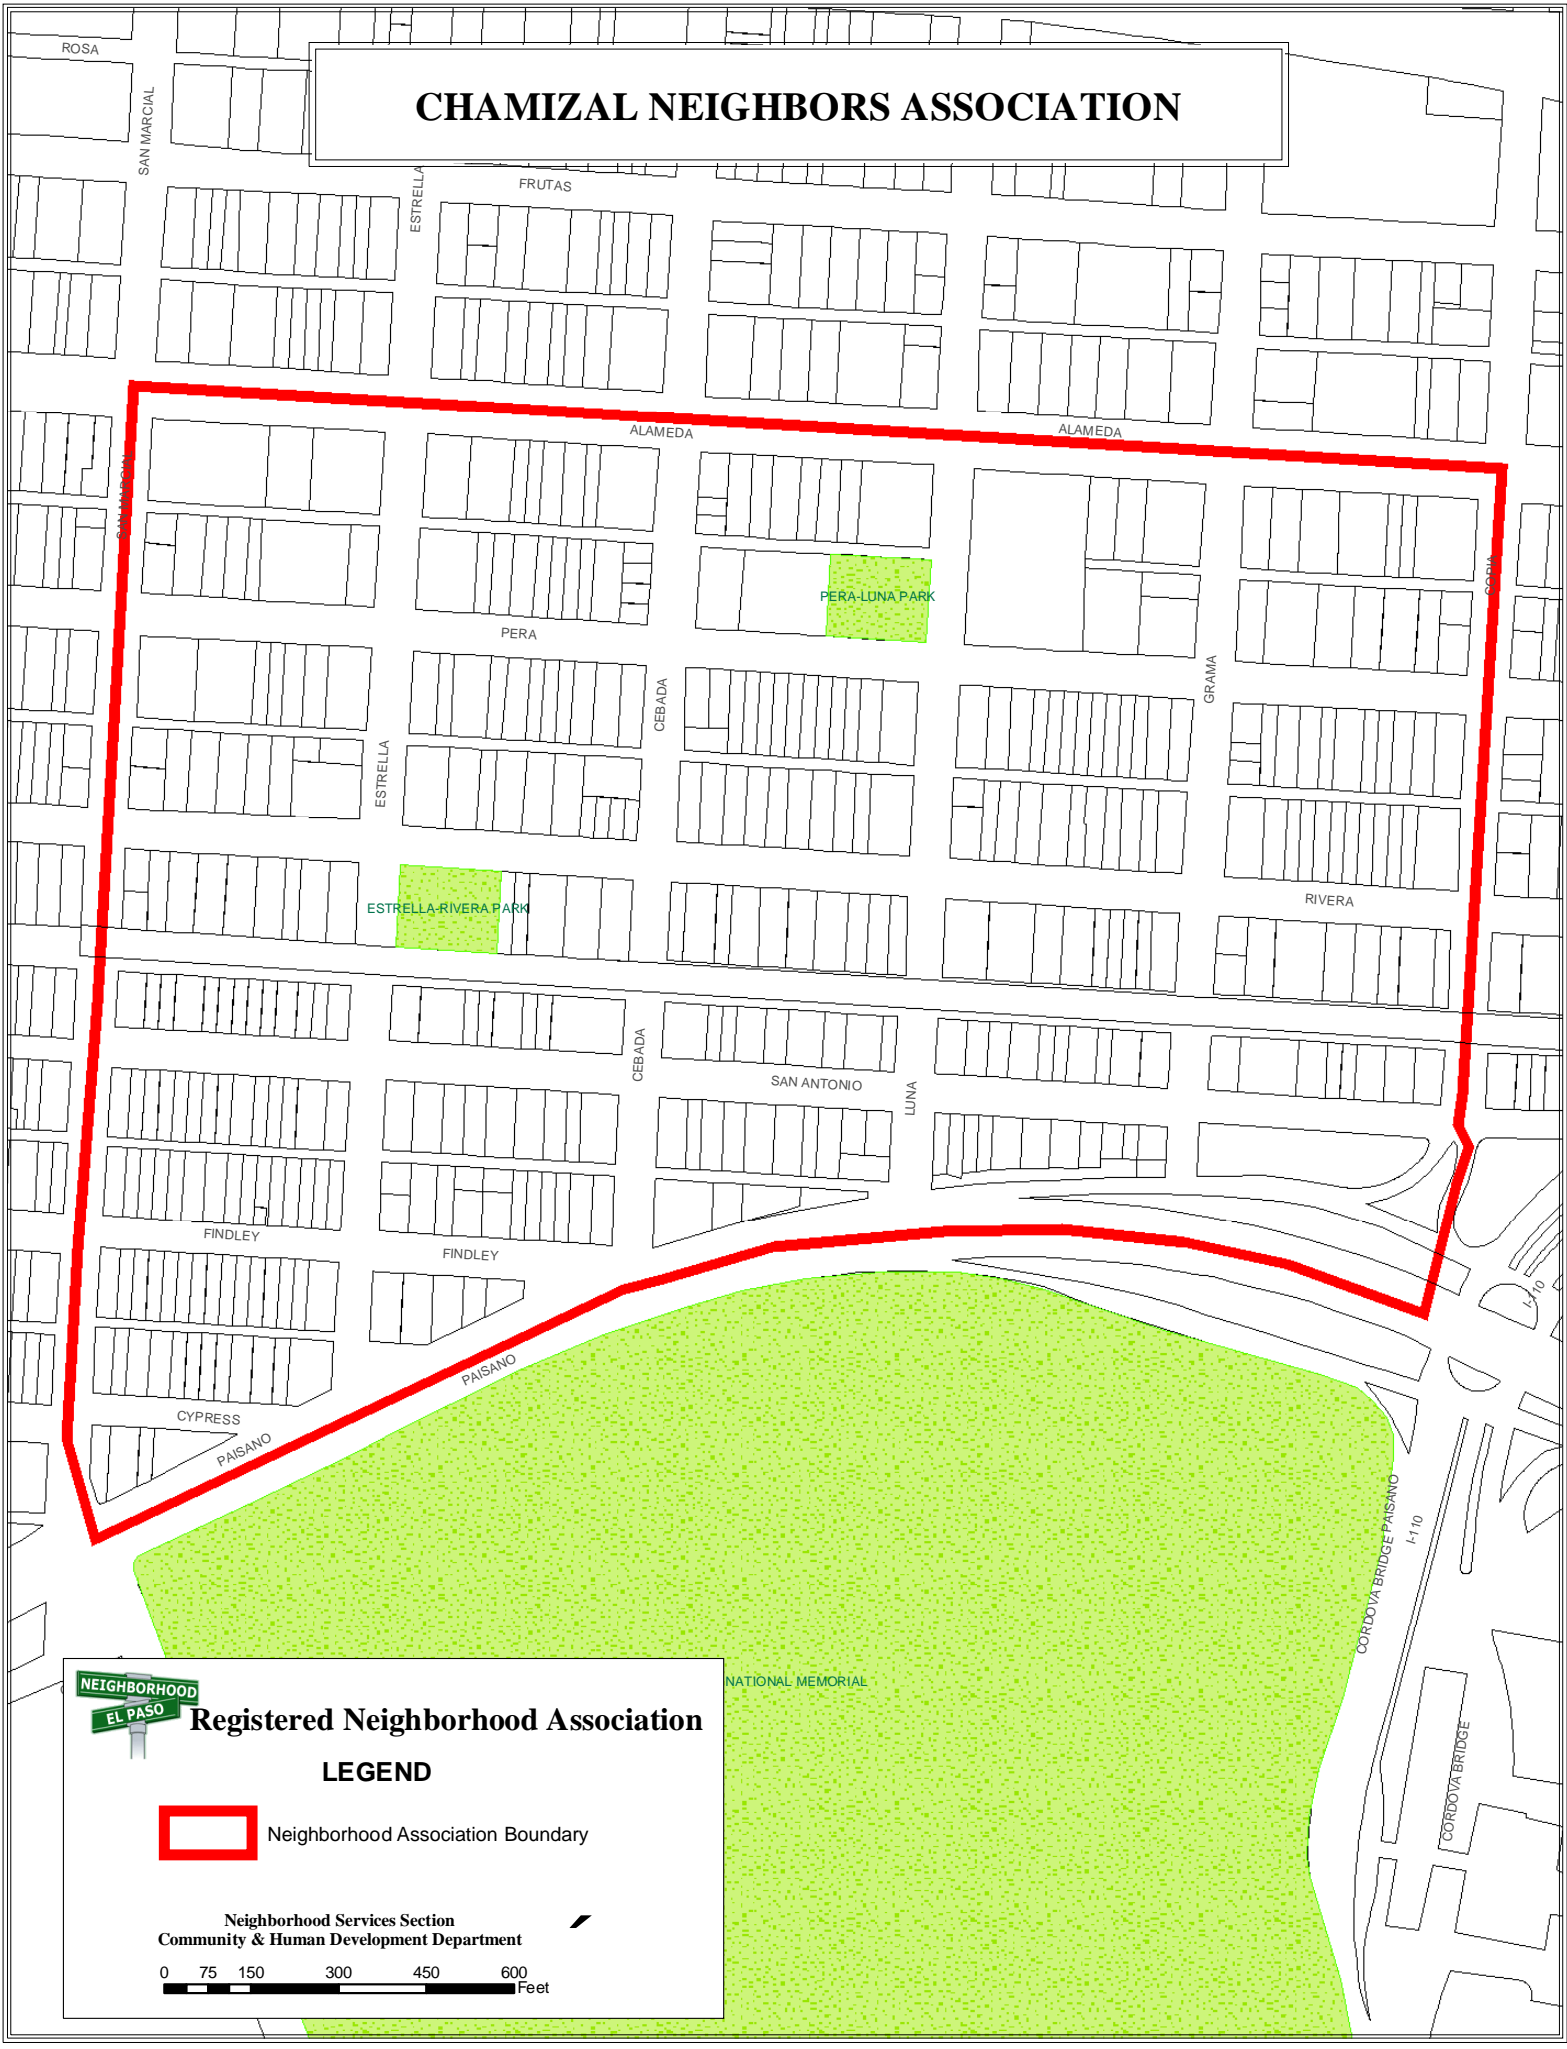 ROSA
SAN MARCIAL
CHAMIZAL NEIGHBORS ASSOCIATION
ESTRELLA
FRUTAS
ALAMEDA
ALAMEDA
COPIA
PERA-LUNA PARK
PERA
CEBADA
GRAMA
ESTRELLA
ESTRELLA-RIVERA PARK
RIVERA
CEBADA
SAN ANTONIO
LUNA
FINDLEY
FINDLEY
I-110
PAISANO
CYPRESS
PAISANO
CORDOVA BRIDGE PAISANO
I-110
NATIONAL MEMORIAL
CORDOVA BRIDGE
NEIGHBORHOOD
EL PASO
Registered Neighborhood Association
LEGEND
Neighborhood Association Boundary
Neighborhood Services Section
Community & Human Development Department
0 75 150 300 450 600
Feet